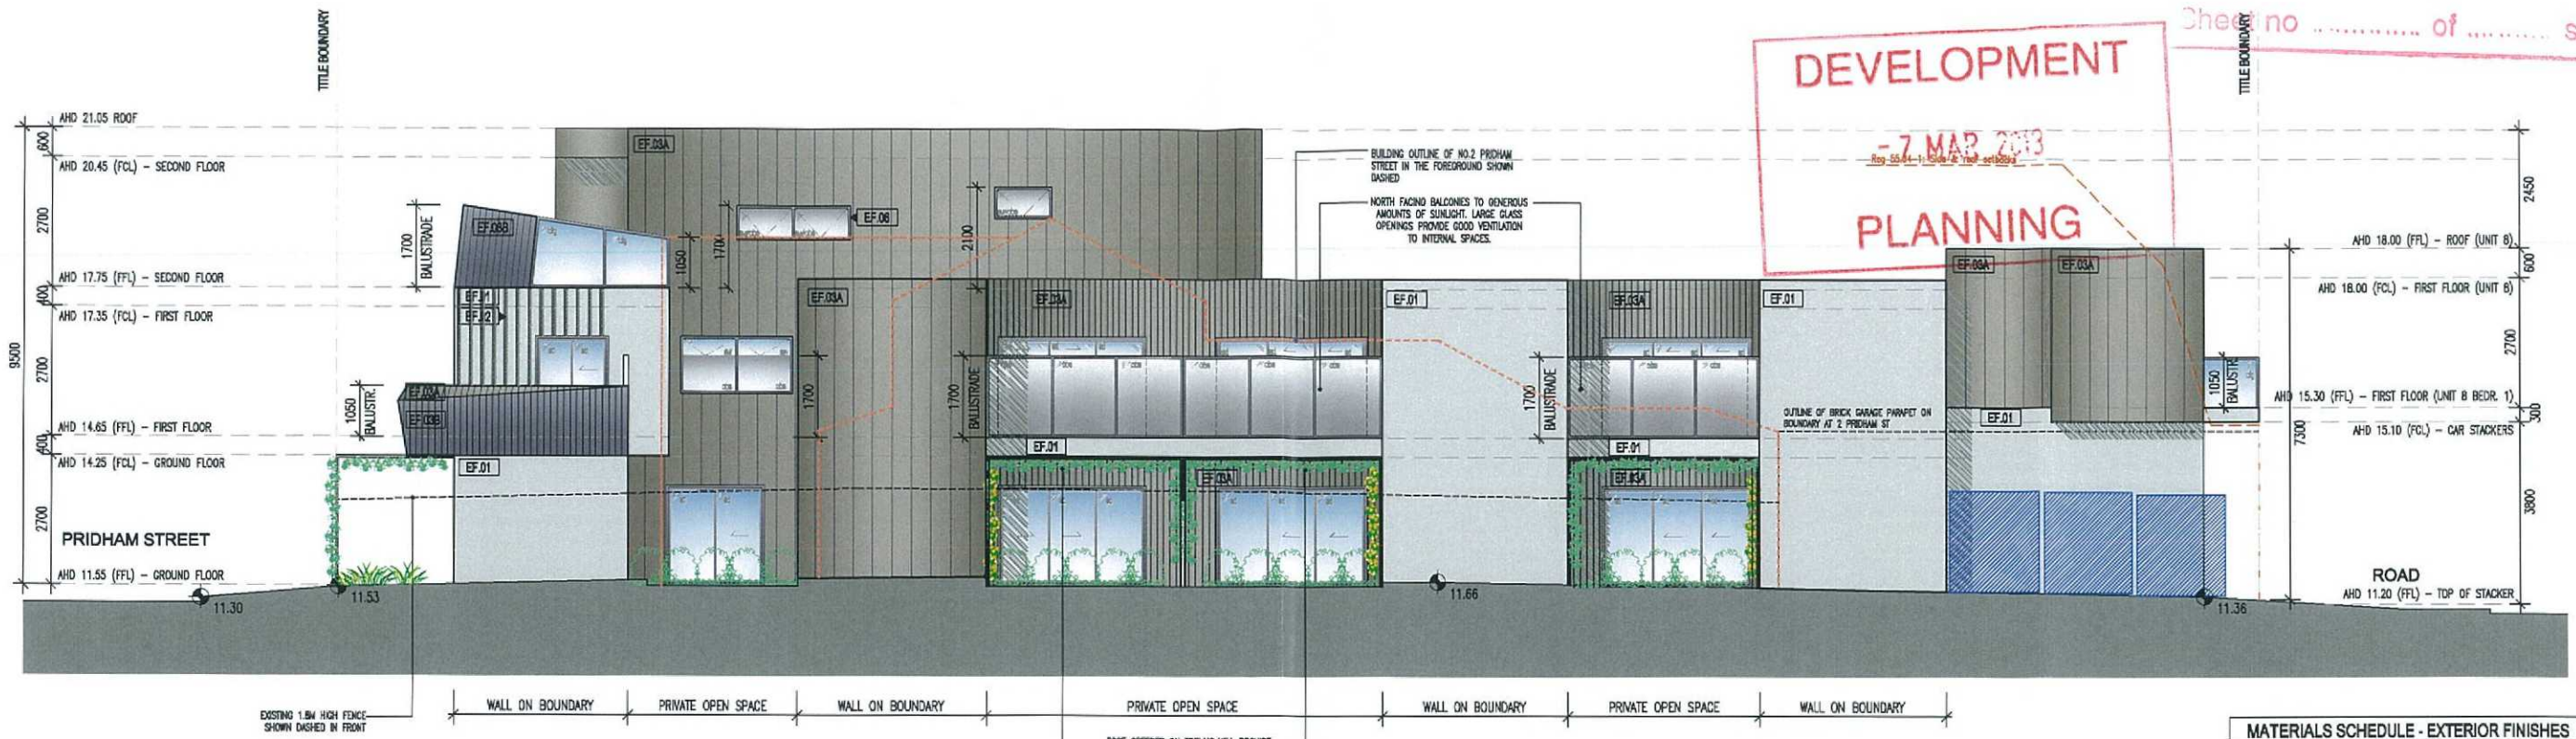 TITLE BOUNDARY
TITLE BOUNDARY
Sheet no ............ of ..........
DEVELOPMENT
- 7 MAR 2013
PLANNING
AHD 21.05 ROOF
AHD 20.45 (FCL) - SECOND FLOOR
AHD 17.75 (FFL) - SECOND FLOOR
AHD 17.35 (FCL) - FIRST FLOOR
AHD 14.65 (FFL) - FIRST FLOOR
AHD 14.25 (FCL) - GROUND FLOOR
PRIDHAM STREET
AHD 11.55 (FFL) - GROUND FLOOR
9500
600
2700
400
2700
400
2700
1700
BALUSTRADE
1050
BALUSTR.
EF.03A
EF.06
1050
1700
2100
EF.03A
1700
EF.03A
EF.01
1700
BALUSTRADE
EF.03A
EF.01
EF.03A
EF.01
1700
BALUSTRADE
EF.01
EF.03A
EF.01
EF.03A
EF.03A
EF.01
BUILDING OUTLINE OF NO.2 PRIDHAM
STREET IN THE FOREGROUND SHOWN
DASHED
NORTH FACING BALCONIES TO GENEROUS
AMOUNTS OF SUNLIGHT. LARGE GLASS
OPENINGS PROVIDE GOOD VENTILATION
TO INTERNAL SPACES.
OUTLINE OF BRICK GARAGE PARAPET ON
BOUNDARY AT 2 PRIDHAM ST
1050
BALUSTR.
7300
2450
600
2700
300
3800
AHD 18.00 (FFL) - ROOF (UNIT 8)
AHD 18.00 (FCL) - FIRST FLOOR (UNIT 8)
AHD 15.30 (FFL) - FIRST FLOOR (UNIT 8 BEDR. 1)
AHD 15.10 (FCL) - CAR STACKERS
ROAD
AHD 11.20 (FFL) - TOP OF STACKER
11.30
11.53
11.66
11.36
EXISTING 1.8M HIGH FENCE
SHOWN DASHED IN FRONT
WALL ON BOUNDARY
PRIVATE OPEN SPACE
WALL ON BOUNDARY
PRIVATE OPEN SPACE
WALL ON BOUNDARY
PRIVATE OPEN SPACE
WALL ON BOUNDARY
MATERIALS SCHEDULE - EXTERIOR FINISHES